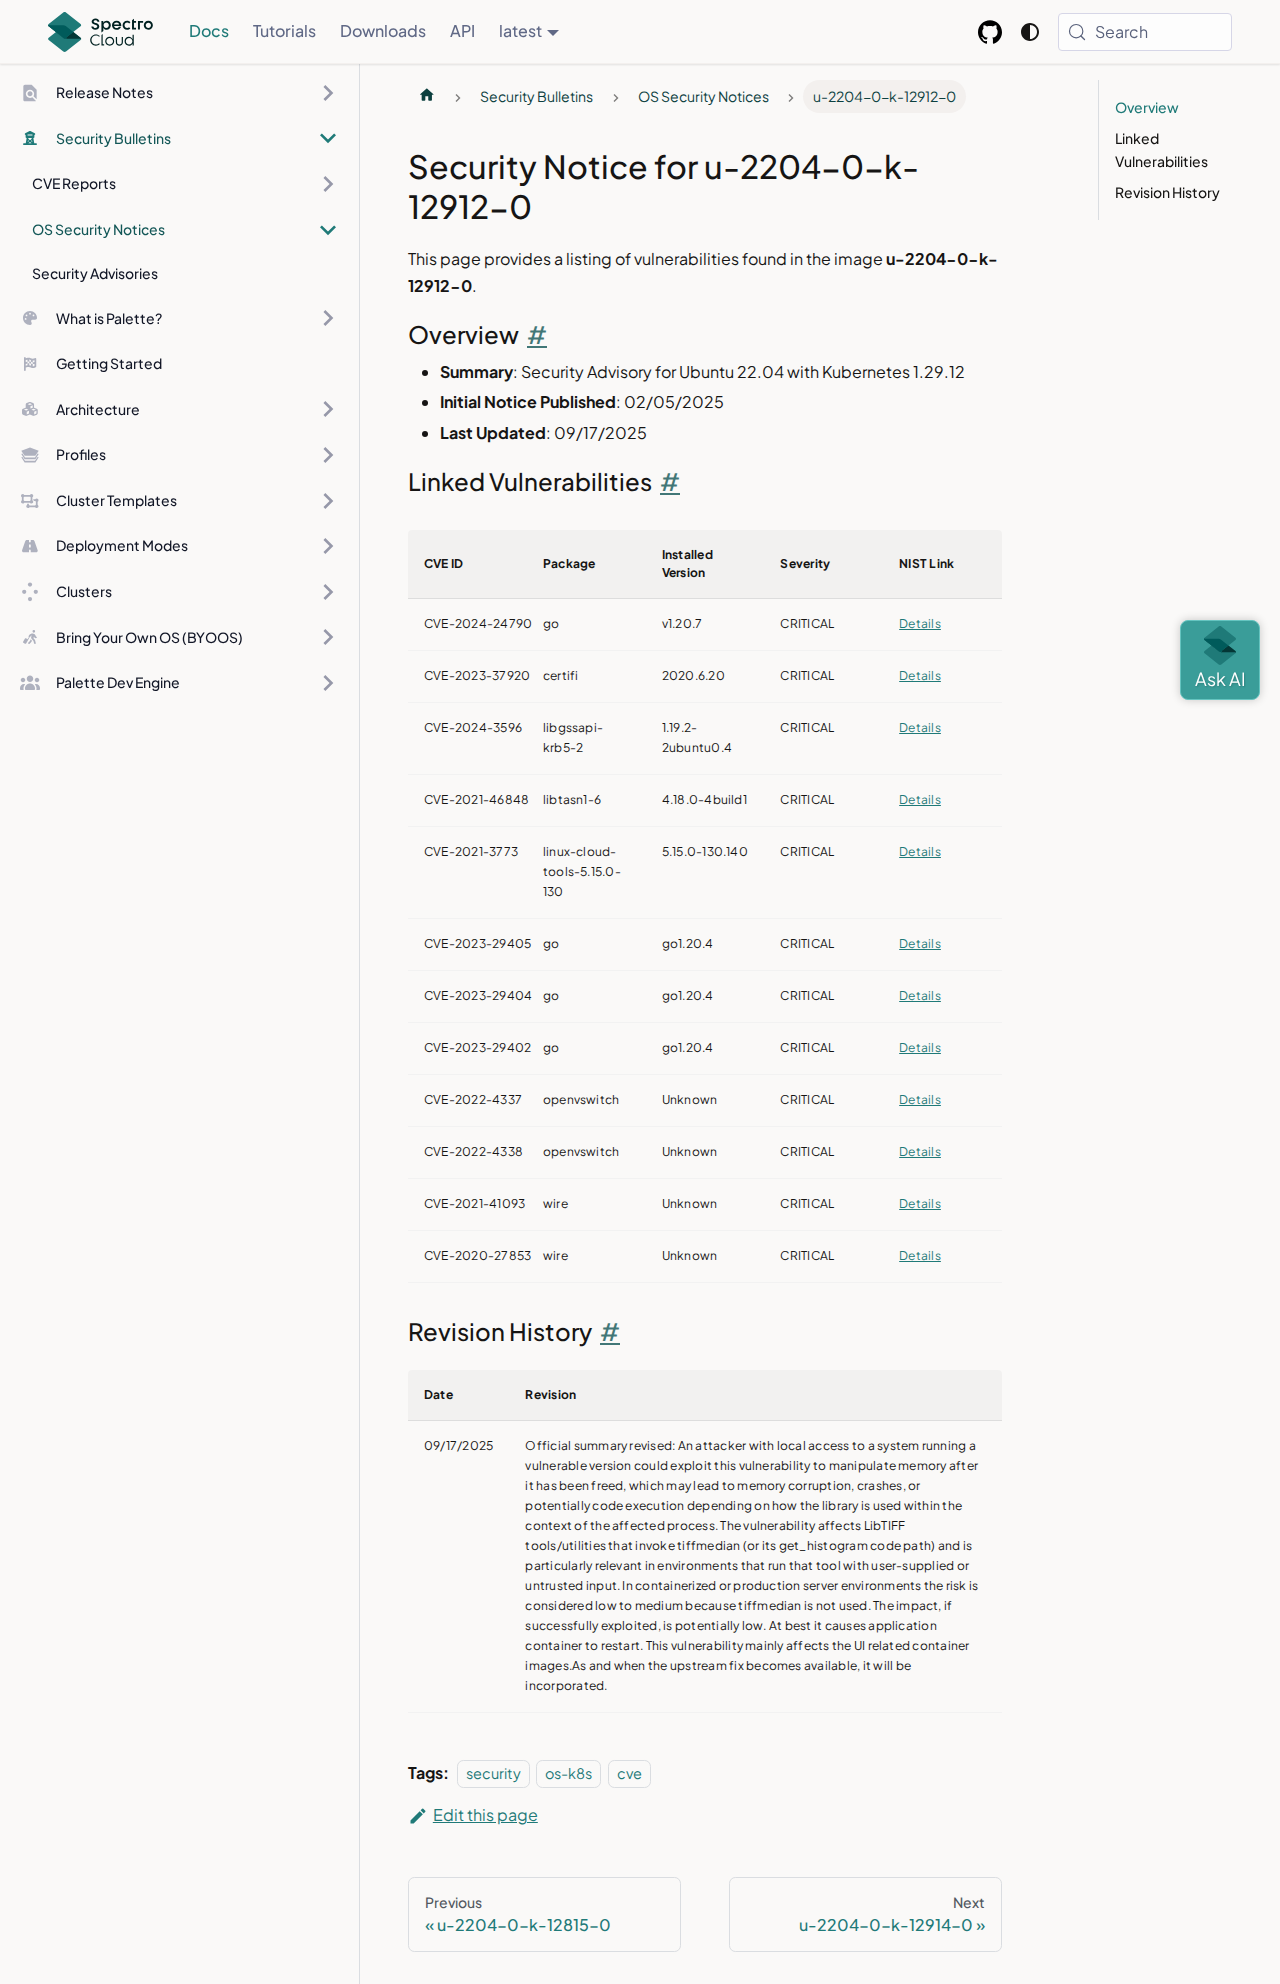 Spectro Cloud
Docs
Tutorials
Downloads
API
latest
Search
Release Notes
Security Bulletins
CVE Reports
OS Security Notices
Security Advisories
What is Palette?
Getting Started
Architecture
Profiles
Cluster Templates
Deployment Modes
Clusters
Bring Your Own OS (BYOOS)
Palette Dev Engine
Security Bulletins
OS Security Notices
u-2204-0-k-12912-0
Security Notice for u-2204-0-k-
12912-0
This page provides a listing of vulnerabilities found in the image u-2204-0-k-
12912-0.
Overview #
Summary: Security Advisory for Ubuntu 22.04 with Kubernetes 1.29.12
Initial Notice Published: 02/05/2025
Last Updated: 09/17/2025
Linked Vulnerabilities #
CVE ID Package Installed Version Severity NIST Link
CVE-2024-24790 go v1.20.7 CRITICAL Details
CVE-2023-37920 certifi 2020.6.20 CRITICAL Details
CVE-2024-3596 libgssapi-krb5-2 1.19.2-2ubuntu0.4 CRITICAL Details
CVE-2021-46848 libtasn1-6 4.18.0-4build1 CRITICAL Details
CVE-2021-3773 linux-cloud-tools-5.15.0-130 5.15.0-130.140 CRITICAL Details
CVE-2023-29405 go go1.20.4 CRITICAL Details
CVE-2023-29404 go go1.20.4 CRITICAL Details
CVE-2023-29402 go go1.20.4 CRITICAL Details
CVE-2022-4337 openvswitch Unknown CRITICAL Details
CVE-2022-4338 openvswitch Unknown CRITICAL Details
CVE-2021-41093 wire Unknown CRITICAL Details
CVE-2020-27853 wire Unknown CRITICAL Details
Revision History #
Date Revision
09/17/2025 Official summary revised: An attacker with local access to a system running a
vulnerable version could exploit this vulnerability to manipulate memory after
it has been freed, which may lead to memory corruption, crashes, or
potentially code execution depending on how the library is used within the
context of the affected process. The vulnerability affects LibTIFF
tools/utilities that invoke tiffmedian (or its get_histogram code path) and is
particularly relevant in environments that run that tool with user-supplied or
untrusted input. In containerized or production server environments the risk is
considered low to medium because tiffmedian is not used. The impact, if
successfully exploited, is potentially low. At best it causes application
container to restart. This vulnerability mainly affects the UI related container
images.As and when the upstream fix becomes available, it will be
incorporated.
Tags: security os-k8s cve
Edit this page
Previous
« u-2204-0-k-12815-0
Next
u-2204-0-k-12914-0 »
Overview
Linked
Vulnerabilities
Revision History
Ask AI